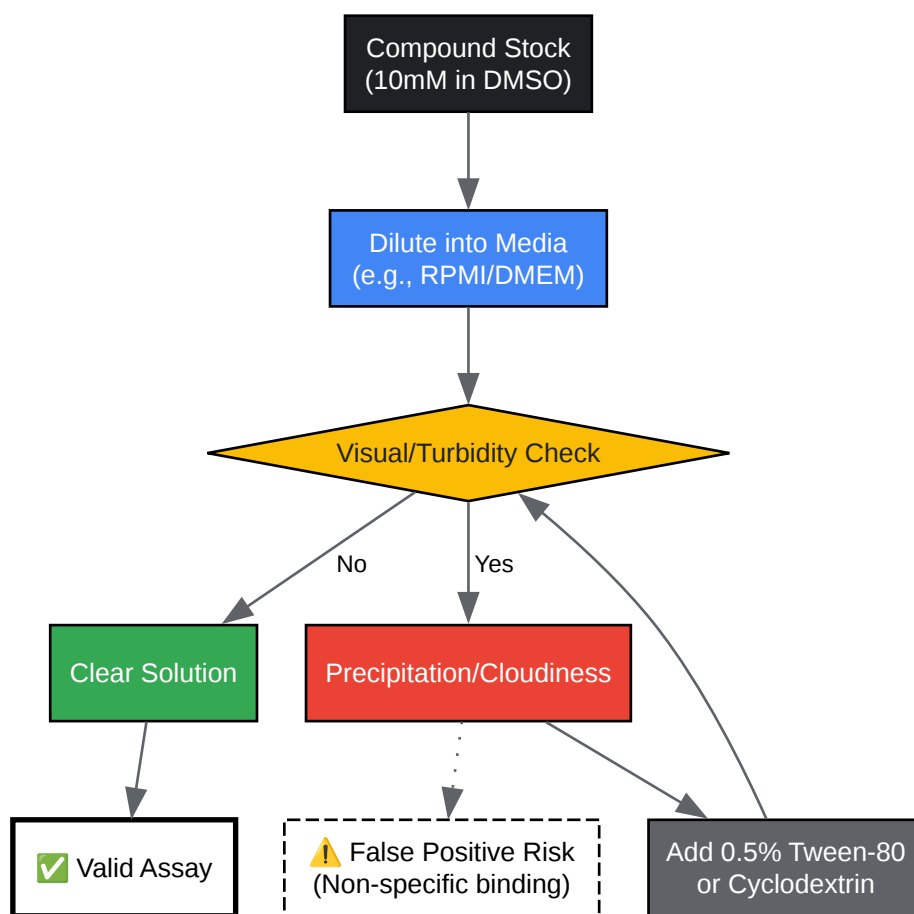 Compound Stock
(10mM in DMSO)
Dilute into Media
(e.g., RPMI/DMEM)
Visual/Turbidity Check
No
Yes
Clear Solution
Precipitation/Cloudiness
✅ Valid Assay
⚠️ False Positive Risk
(Non-specific binding)
Add 0.5% Tween-80
or Cyclodextrin